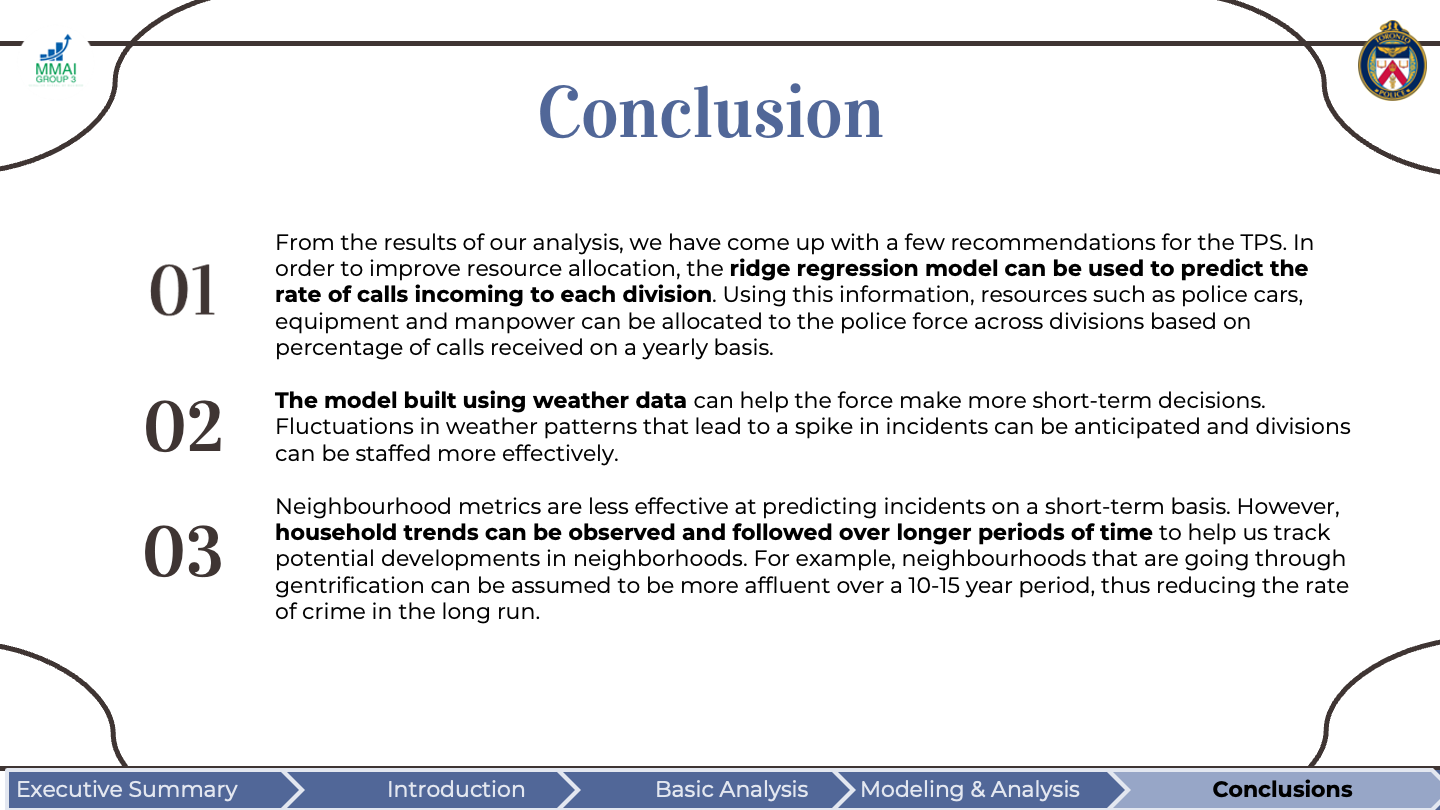 MMAI
GROUP 3
TORONTO
POLICE
Conclusion
01
From the results of our analysis, we have come up with a few recommendations for the TPS. In
order to improve resource allocation, the ridge regression model can be used to predict the
rate of calls incoming to each division. Using this information, resources such as police cars,
equipment and manpower can be allocated to the police force across divisions based on
percentage of calls received on a yearly basis.
02
The model built using weather data can help the force make more short-term decisions.
Fluctuations in weather patterns that lead to a spike in incidents can be anticipated and divisions
can be staffed more effectively.
03
Neighbourhood metrics are less effective at predicting incidents on a short-term basis. However,
household trends can be observed and followed over longer periods of time to help us track
potential developments in neighborhoods. For example, neighbourhoods that are going through
gentrification can be assumed to be more affluent over a 10-15 year period, thus reducing the rate
of crime in the long run.
Executive Summary
Introduction
Basic Analysis
Modeling & Analysis
Conclusions